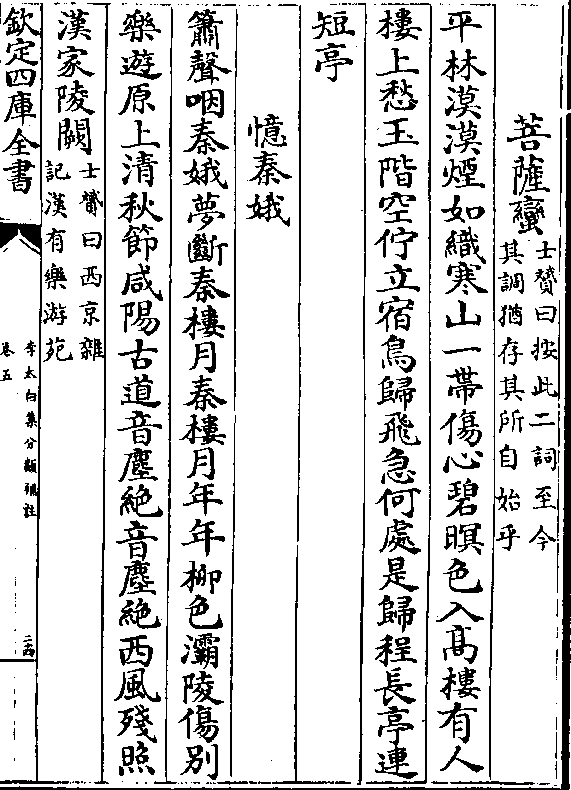 菩薩蠻士贊曰按此二詞至今
其調猶存其所自始乎
平林漠漠煙如織寒山一帶傷心碧暝色入高樓有人
樓上愁玉階空佇立宿鳥歸飛急何處是歸程長亭連
短亭
憶秦娥
簫聲咽秦娥夢斷秦樓月秦樓月年年柳色灞陵傷別
樂遊原上清秋節咸陽古道音塵絶音塵絶西風殘照
漢家陵闕士贇曰西京雜
記漢有樂游苑
欽定四庫全書
李太白集分類補註
卷五
二十四